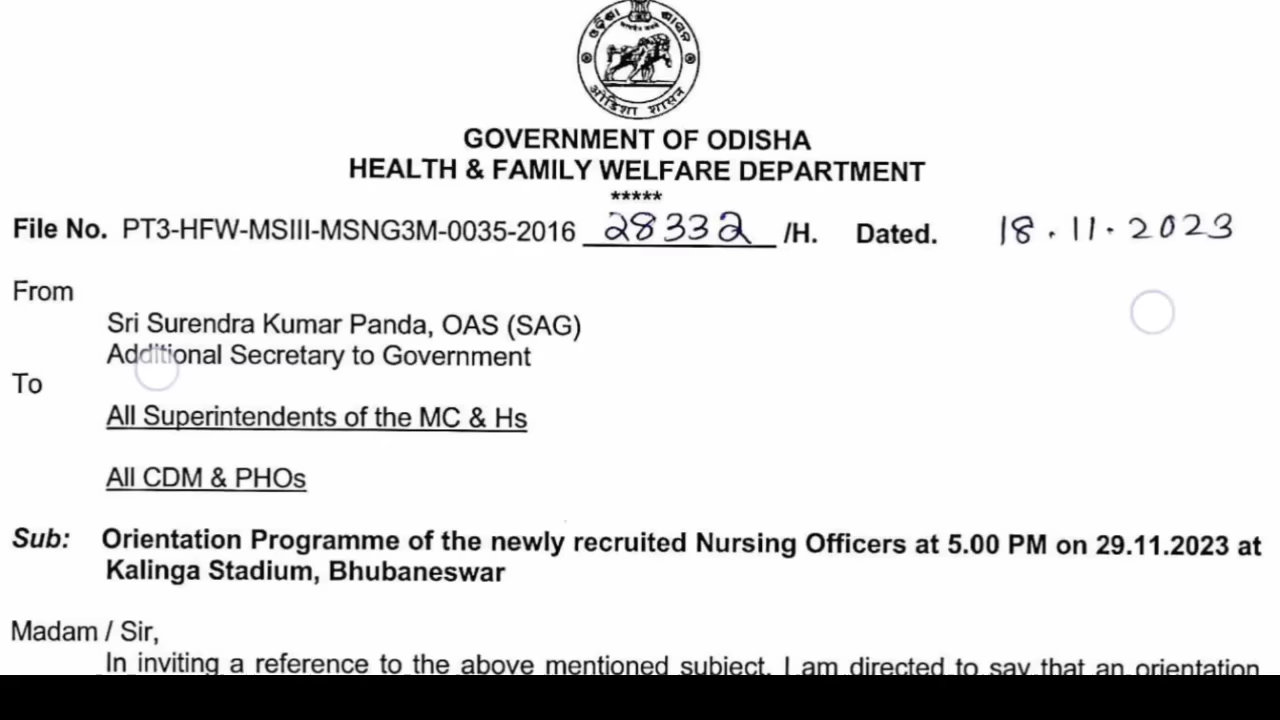 ଓଡ଼ିଶା ଶାସନ
ओडिशा शासन
GOVERNMENT OF ODISHA
HEALTH & FAMILY WELFARE DEPARTMENT
*****
File No. PT3-HFW-MSIII-MSNG3M-0035-2016 28332 /H. Dated. 18.11.2023
From
Sri Surendra Kumar Panda, OAS (SAG)
Additional Secretary to Government
To
All Superintendents of the MC & Hs
All CDM & PHOs
Sub: Orientation Programme of the newly recruited Nursing Officers at 5.00 PM on 29.11.2023 at
Kalinga Stadium, Bhubaneswar
Madam / Sir,
In inviting a reference to the above mentioned subject, I am directed to say that an orientation